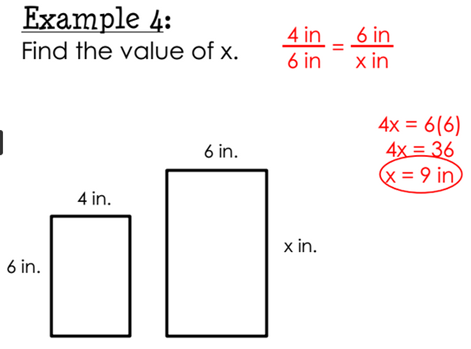 Example 4:
Find the value of x.
4 in
6 in
=
6 in
x in
4x = 6(6)
4x = 36
x = 9 in
6 in.
4 in.
x in.
6 in.